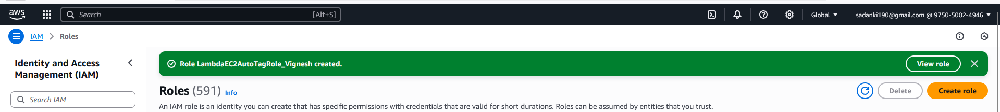 aws
Search [Alt+S]
Global
sadanki190@gmail.com @ 9750-5002-4946
IAM > Roles
Identity and Access
Management (IAM)
Search IAM
Role LambdaEC2AutoTagRole_Vignesh created.
View role
Roles (591) Info
Delete
Create role
An IAM role is an identity you can create that has specific permissions with credentials that are valid for short durations. Roles can be assumed by entities that you trust.